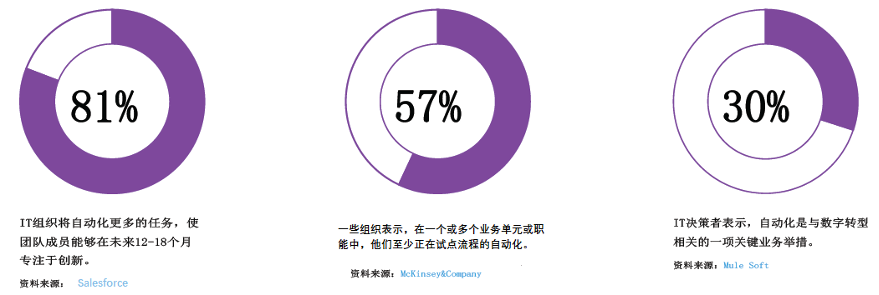 81%
57%
30%
IT组织将自动化更多的任务，使
团队成员能够在未来12-18个月
专注于创新。
资料来源： Salesforce
一些组织表示，在一个或多个业务单元或职
能中，他们至少正在试点流程的自动化。
资料来源：McKinsey&Company
IT决策者表示，自动化是与数字转型
相关的一项关键业务举措。
资料来源：Mule Soft